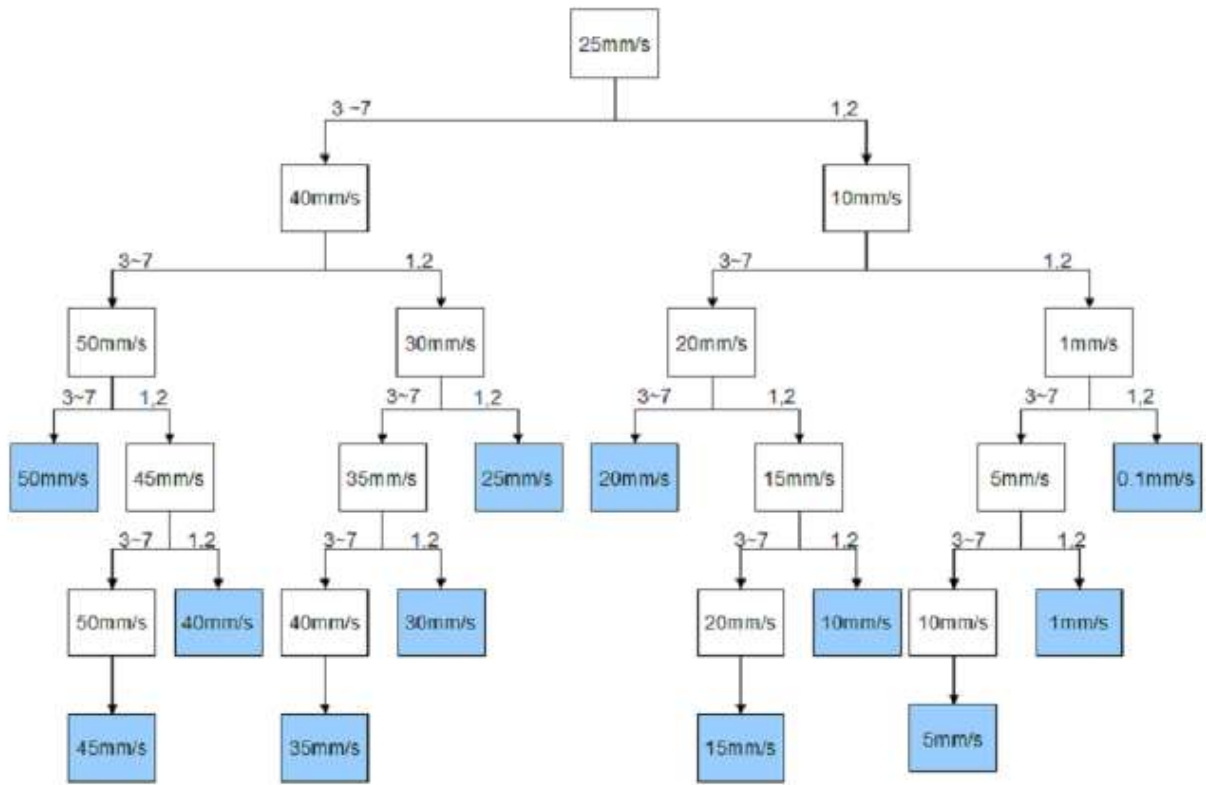 25mm/s
3 ~7 1,2
40mm/s 10mm/s
3~7 1,2 3~7 1,2
50mm/s 30mm/s 20mm/s 1mm/s
3~7 1,2 3~7 1,2 3~7 1,2 3~7 1,2
50mm/s 45mm/s 35mm/s 25mm/s 20mm/s 15mm/s 5mm/s 0.1mm/s
3~7 1,2 3~7 1,2 3~7 1,2 3~7 1,2
50mm/s 40mm/s 40mm/s 30mm/s 20mm/s 10mm/s 10mm/s 1mm/s
45mm/s 35mm/s 15mm/s 5mm/s